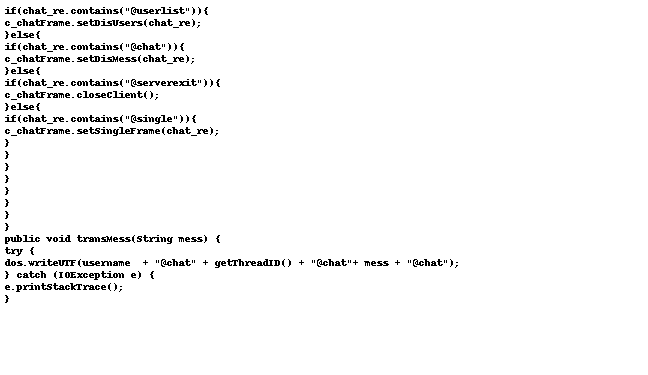 if(chat_re.contains("@userlist")){
c_chatFrame.setDisUsers(chat_re);
}else{
if(chat_re.contains("@chat")){
c_chatFrame.setDisMess(chat_re);
}else{
if(chat_re.contains("@serverexit")){
c_chatFrame.closeClient();
}else{
if(chat_re.contains("@single")){
c_chatFrame.setSingleFrame(chat_re);
}
}
}
}
}
}
}
}
public void transMess(String mess) {
try {
dos.writeUTF(username  + "@chat" + getThreadID() + "@chat"+ mess + "@chat");
} catch (IOException e) {
e.printStackTrace();
}